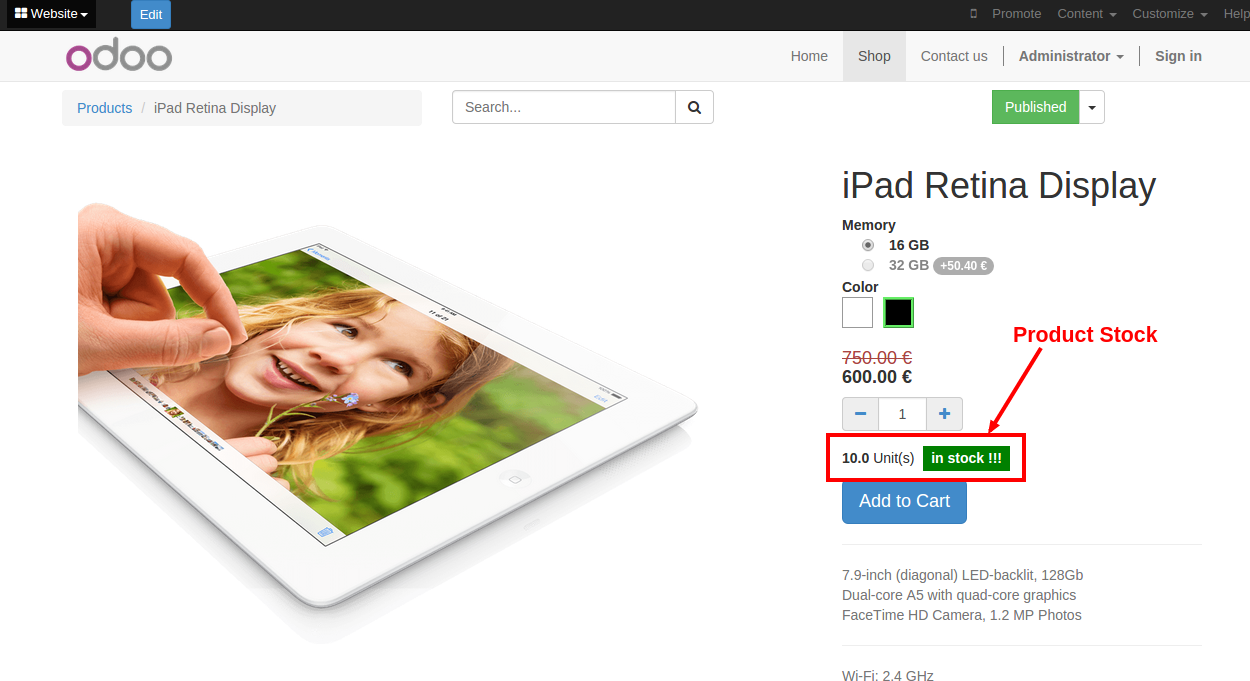 Website Edit Promote Content Customize Help
odoo Home Shop Contact us Administrator Sign in
Products / iPad Retina Display Search... Published
iPad Retina Display
Memory
16 GB
32 GB +50.40 €
Color
Product Stock
750.00 €
600.00 €
1
10.0 Unit(s) in stock !!!
Add to Cart
7.9-inch (diagonal) LED-backlit, 128Gb
Dual-core A5 with quad-core graphics
FaceTime HD Camera, 1.2 MP Photos
Wi-Fi: 2.4 GHz